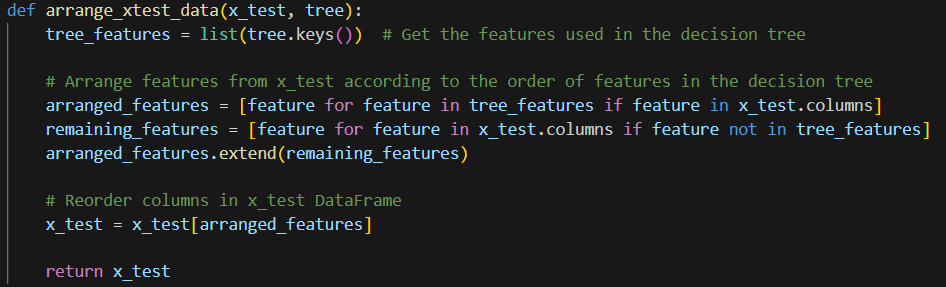 def arrange_xtest_data(x_test, tree):
    tree_features = list(tree.keys())  # Get the features used in the decision tree

    # Arrange features from x_test according to the order of features in the decision tree
    arranged_features = [feature for feature in tree_features if feature in x_test.columns]
    remaining_features = [feature for feature in x_test.columns if feature not in tree_features]
    arranged_features.extend(remaining_features)

    # Reorder columns in x_test DataFrame
    x_test = x_test[arranged_features]

    return x_test